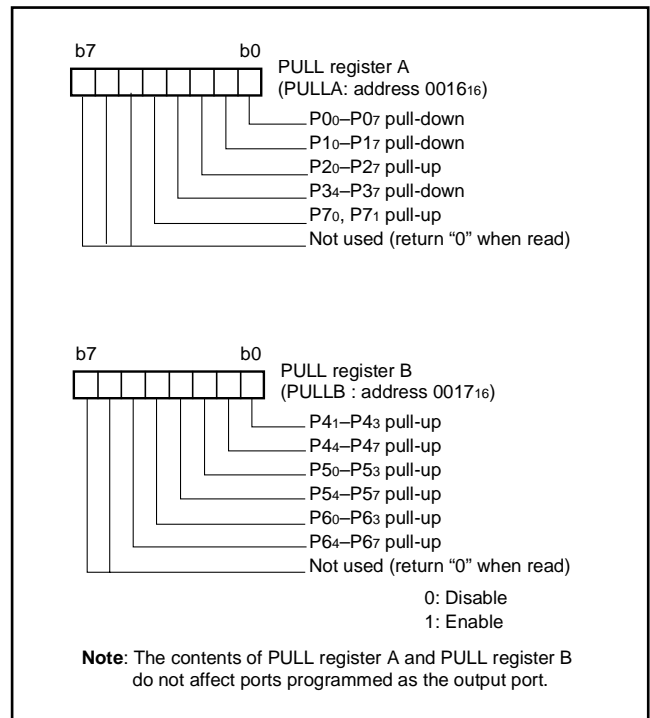 b7 b0
PULL register A
(PULLA: address 0016₁₆)
P0₀–P0₇ pull-down
P1₀–P1₇ pull-down
P2₀–P2₇ pull-up
P3₄–P3₇ pull-down
P7₀, P7₁ pull-up
Not used (return “0” when read)
b7 b0
PULL register B
(PULLB : address 0017₁₆)
P4₁–P4₃ pull-up
P4₄–P4₇ pull-up
P5₀–P5₃ pull-up
P5₄–P5₇ pull-up
P6₀–P6₃ pull-up
P6₄–P6₇ pull-up
Not used (return “0” when read)
0: Disable
1: Enable
Note: The contents of PULL register A and PULL register B
do not affect ports programmed as the output port.